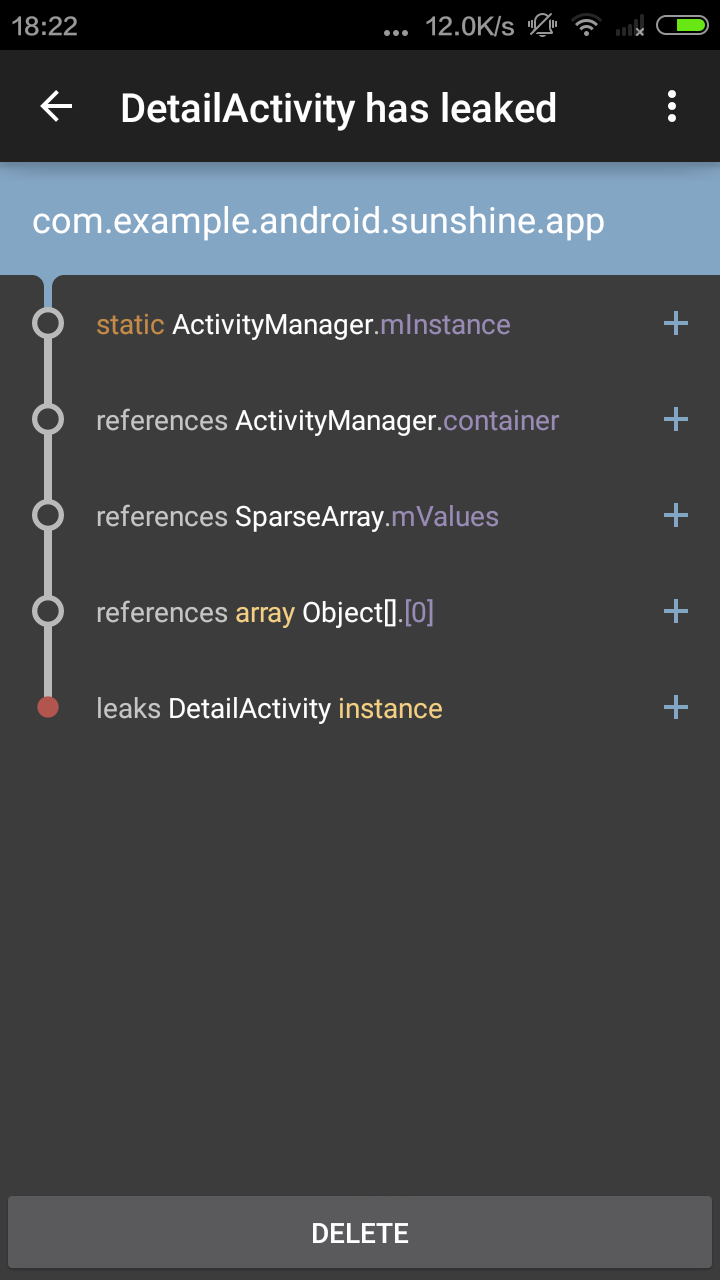 18:22 ... 12.0K/s
DetailActivity has leaked
com.example.android.sunshine.app
static ActivityManager.mInstance
references ActivityManager.container
references SparseArray.mValues
references array Object[].[0]
leaks DetailActivity instance
DELETE